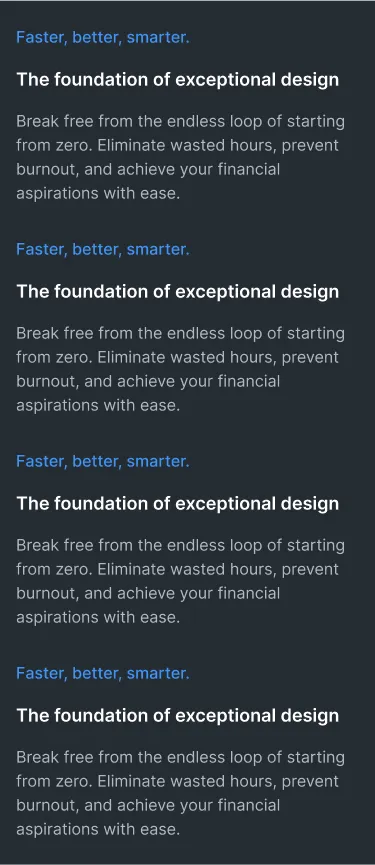 Faster, better, smarter.
The foundation of exceptional design
Break free from the endless loop of starting
from zero. Eliminate wasted hours, prevent
burnout, and achieve your financial
aspirations with ease.
Faster, better, smarter.
The foundation of exceptional design
Break free from the endless loop of starting
from zero. Eliminate wasted hours, prevent
burnout, and achieve your financial
aspirations with ease.
Faster, better, smarter.
The foundation of exceptional design
Break free from the endless loop of starting
from zero. Eliminate wasted hours, prevent
burnout, and achieve your financial
aspirations with ease.
Faster, better, smarter.
The foundation of exceptional design
Break free from the endless loop of starting
from zero. Eliminate wasted hours, prevent
burnout, and achieve your financial
aspirations with ease.